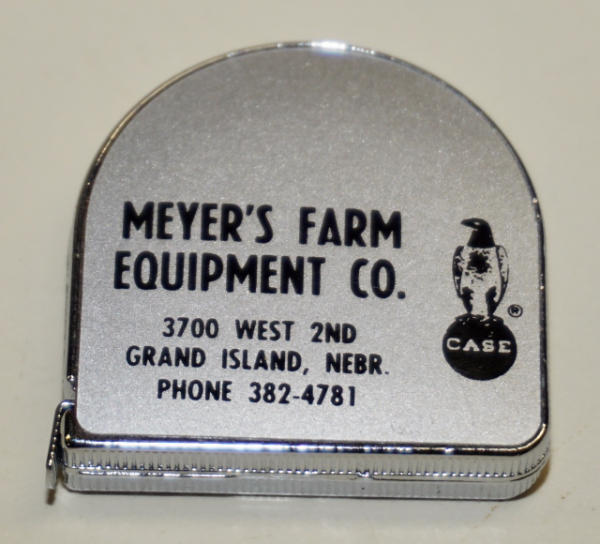 MEYER'S FARM
EQUIPMENT CO.
3700 WEST 2ND
GRAND ISLAND, NEBR.
PHONE 382-4781
®
CASE